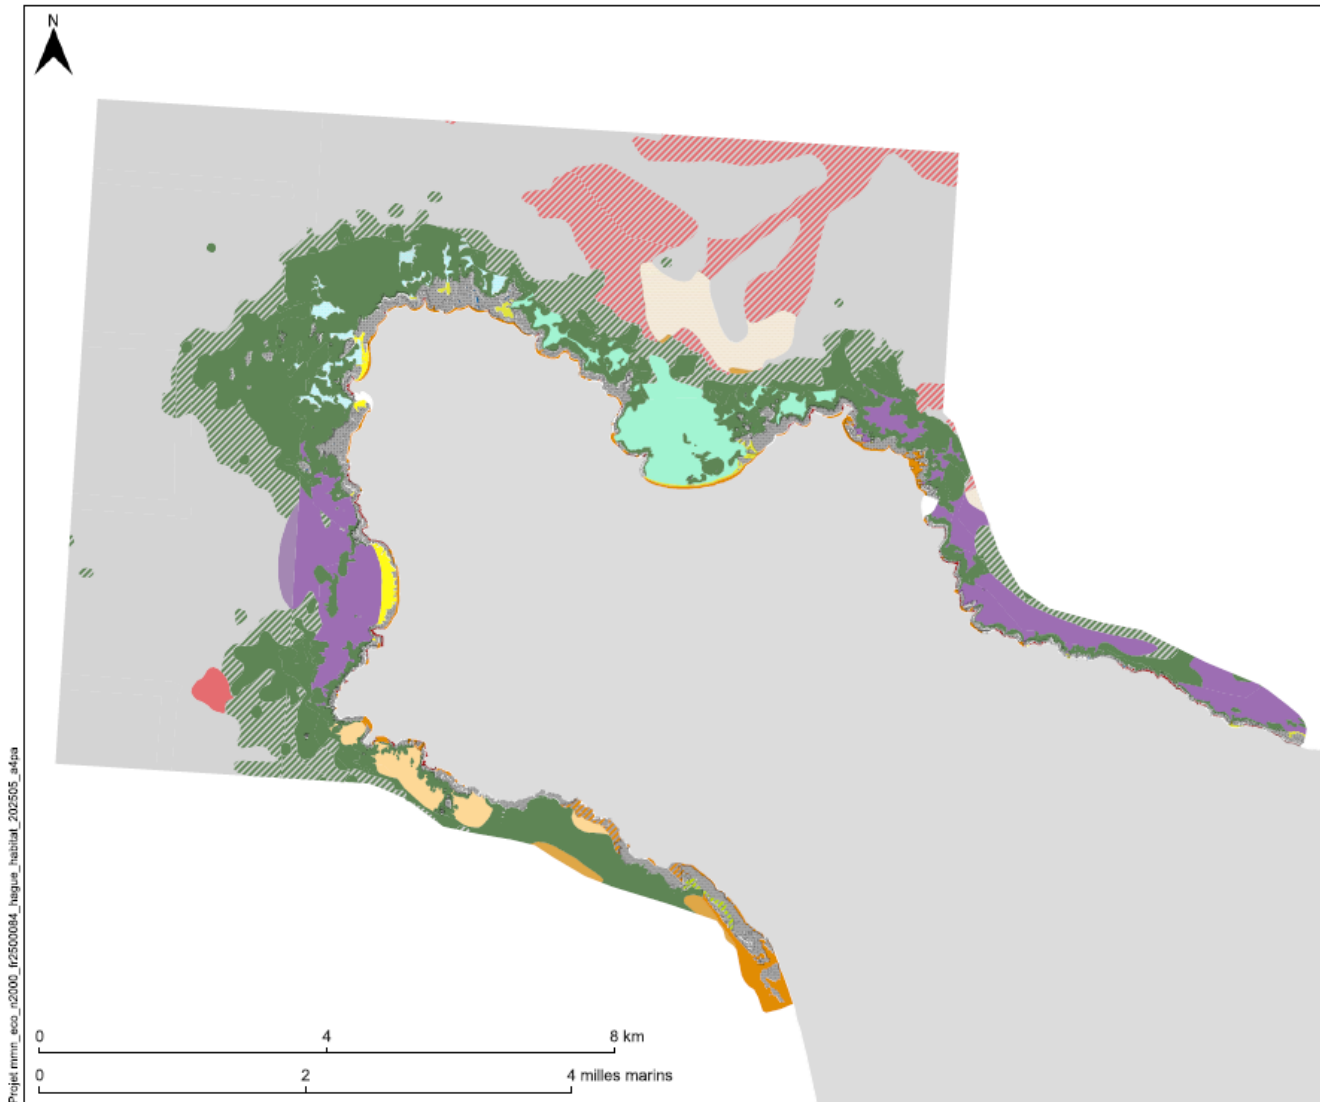 N
Projet mmn_eco_n2000_fr2500084_hague_habitat_202505_a4pa
0 4 8 km
0 2 4 milles marins